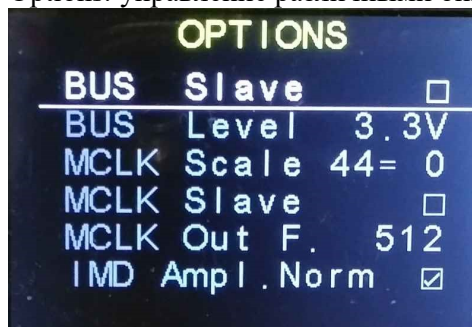 OPTIONS
BUS Slave ☐
BUS Level 3.3V
MCLK Scale 44= 0
MCLK Slave ☐
MCLK Out F. 512
IMD Ampl.Norm ☑